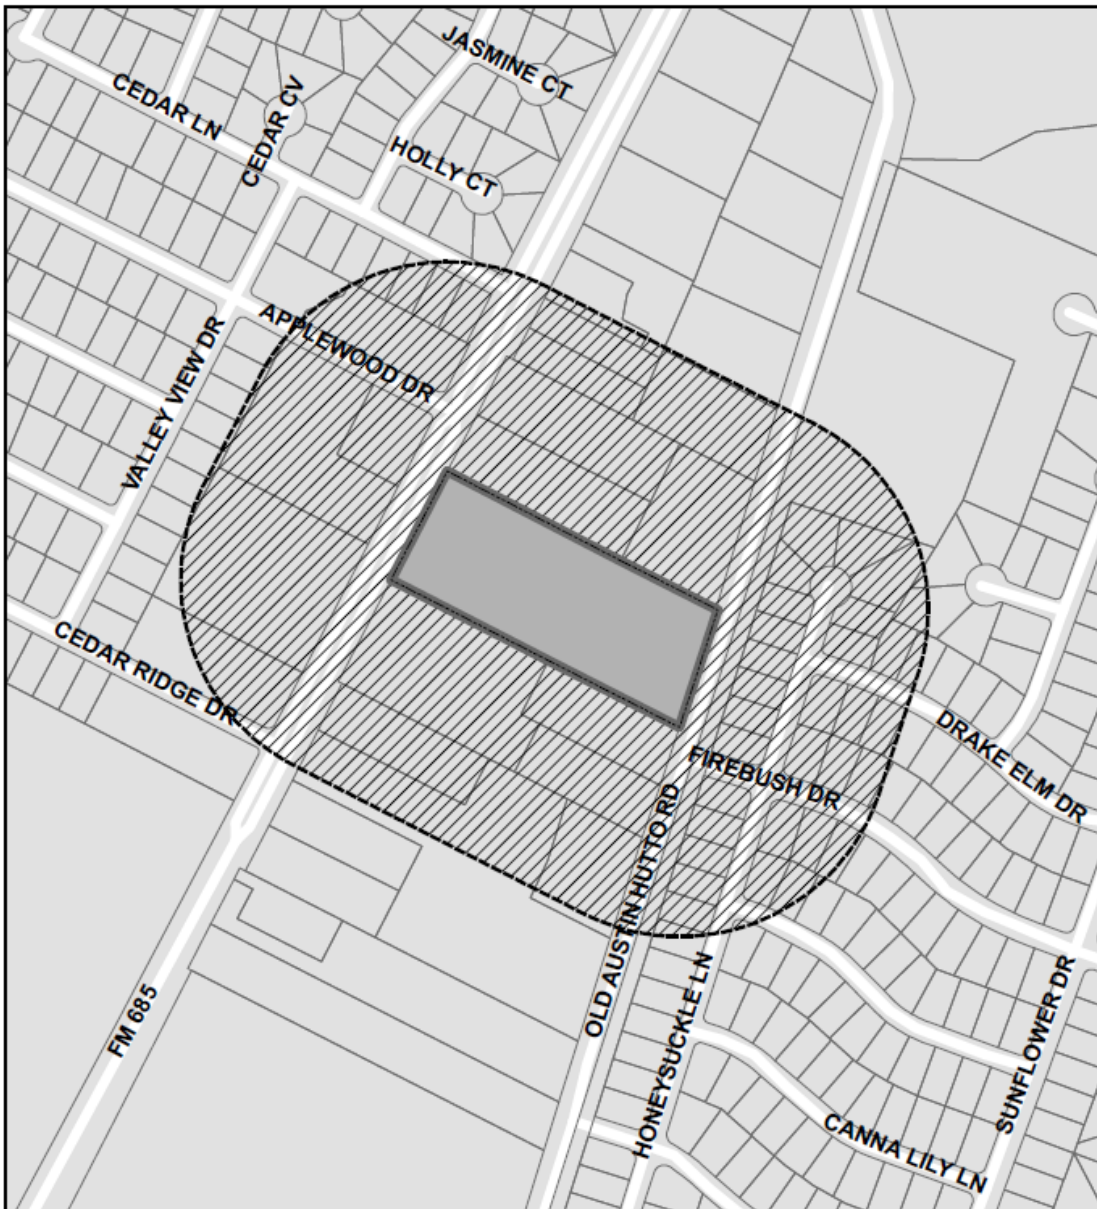 JASMINE CT
CEDAR LN
CEDAR CV
HOLLY CT
APPLEWOOD DR
VALLEY VIEW DR
CEDAR RIDGE DR
DRAKE ELM DR
FIREBUSH DR
OLD AUSTIN HUTTO RD
FM 685
HONEYSUCKLE LN
SUNFLOWER DR
CANNA LILY LN